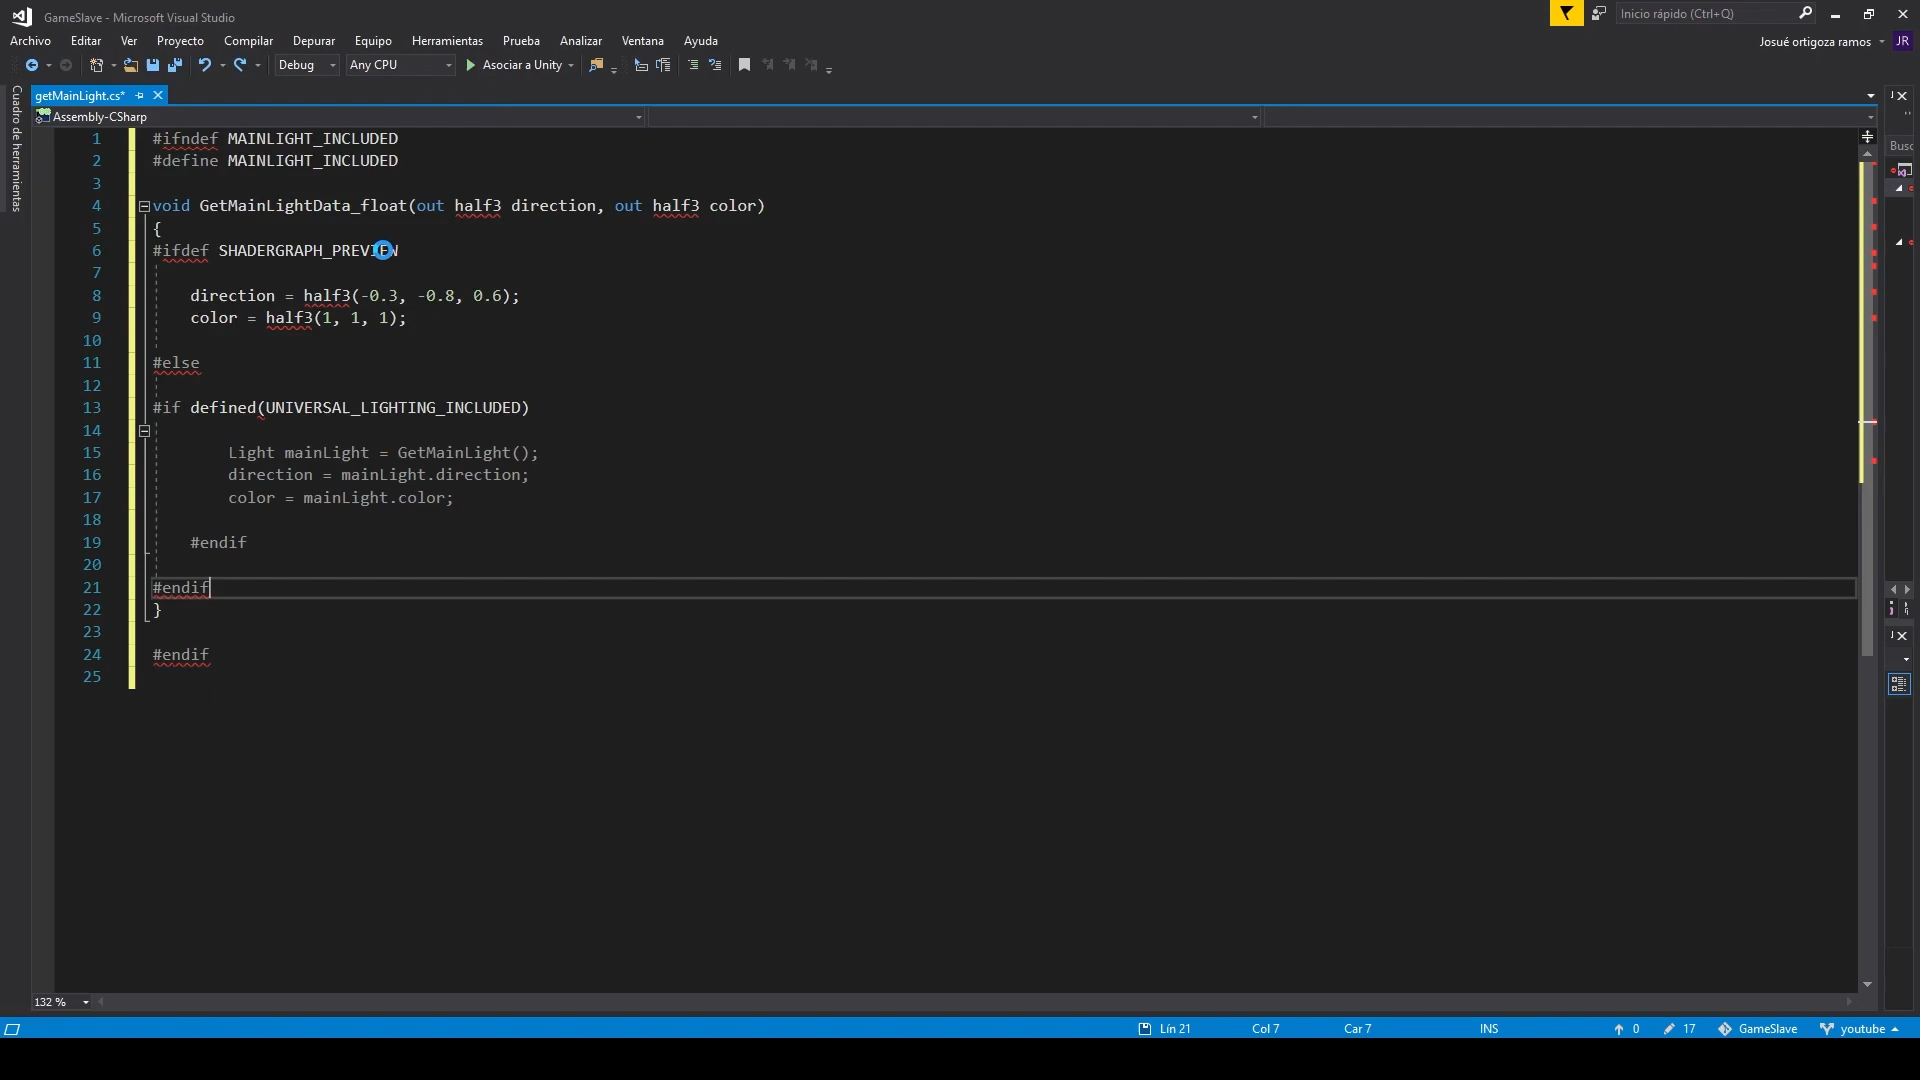 GameSlave - Microsoft Visual Studio
Inicio rápido (Ctrl+Q)
Archivo Editar Ver Proyecto Compilar Depurar Equipo Herramientas Prueba Analizar Ventana Ayuda
Josué ortigoza ramos JR
Debug Any CPU Asociar a Unity
Cuadro de herramientas
getMainLight.cs*
Assembly-CSharp
Busc
1 #ifndef MAINLIGHT_INCLUDED
2 #define MAINLIGHT_INCLUDED
3
4 void GetMainLightData_float(out half3 direction, out half3 color)
5 {
6 #ifdef SHADERGRAPH_PREVIEW
7
8 direction = half3(-0.3, -0.8, 0.6);
9 color = half3(1, 1, 1);
10
11 #else
12
13 #if defined(UNIVERSAL_LIGHTING_INCLUDED)
14
15 Light mainLight = GetMainLight();
16 direction = mainLight.direction;
17 color = mainLight.color;
18
19 #endif
20
21 #endif
22 }
23
24 #endif
25
132 %
Lín 21 Col 7 Car 7 INS 0 17 GameSlave youtube